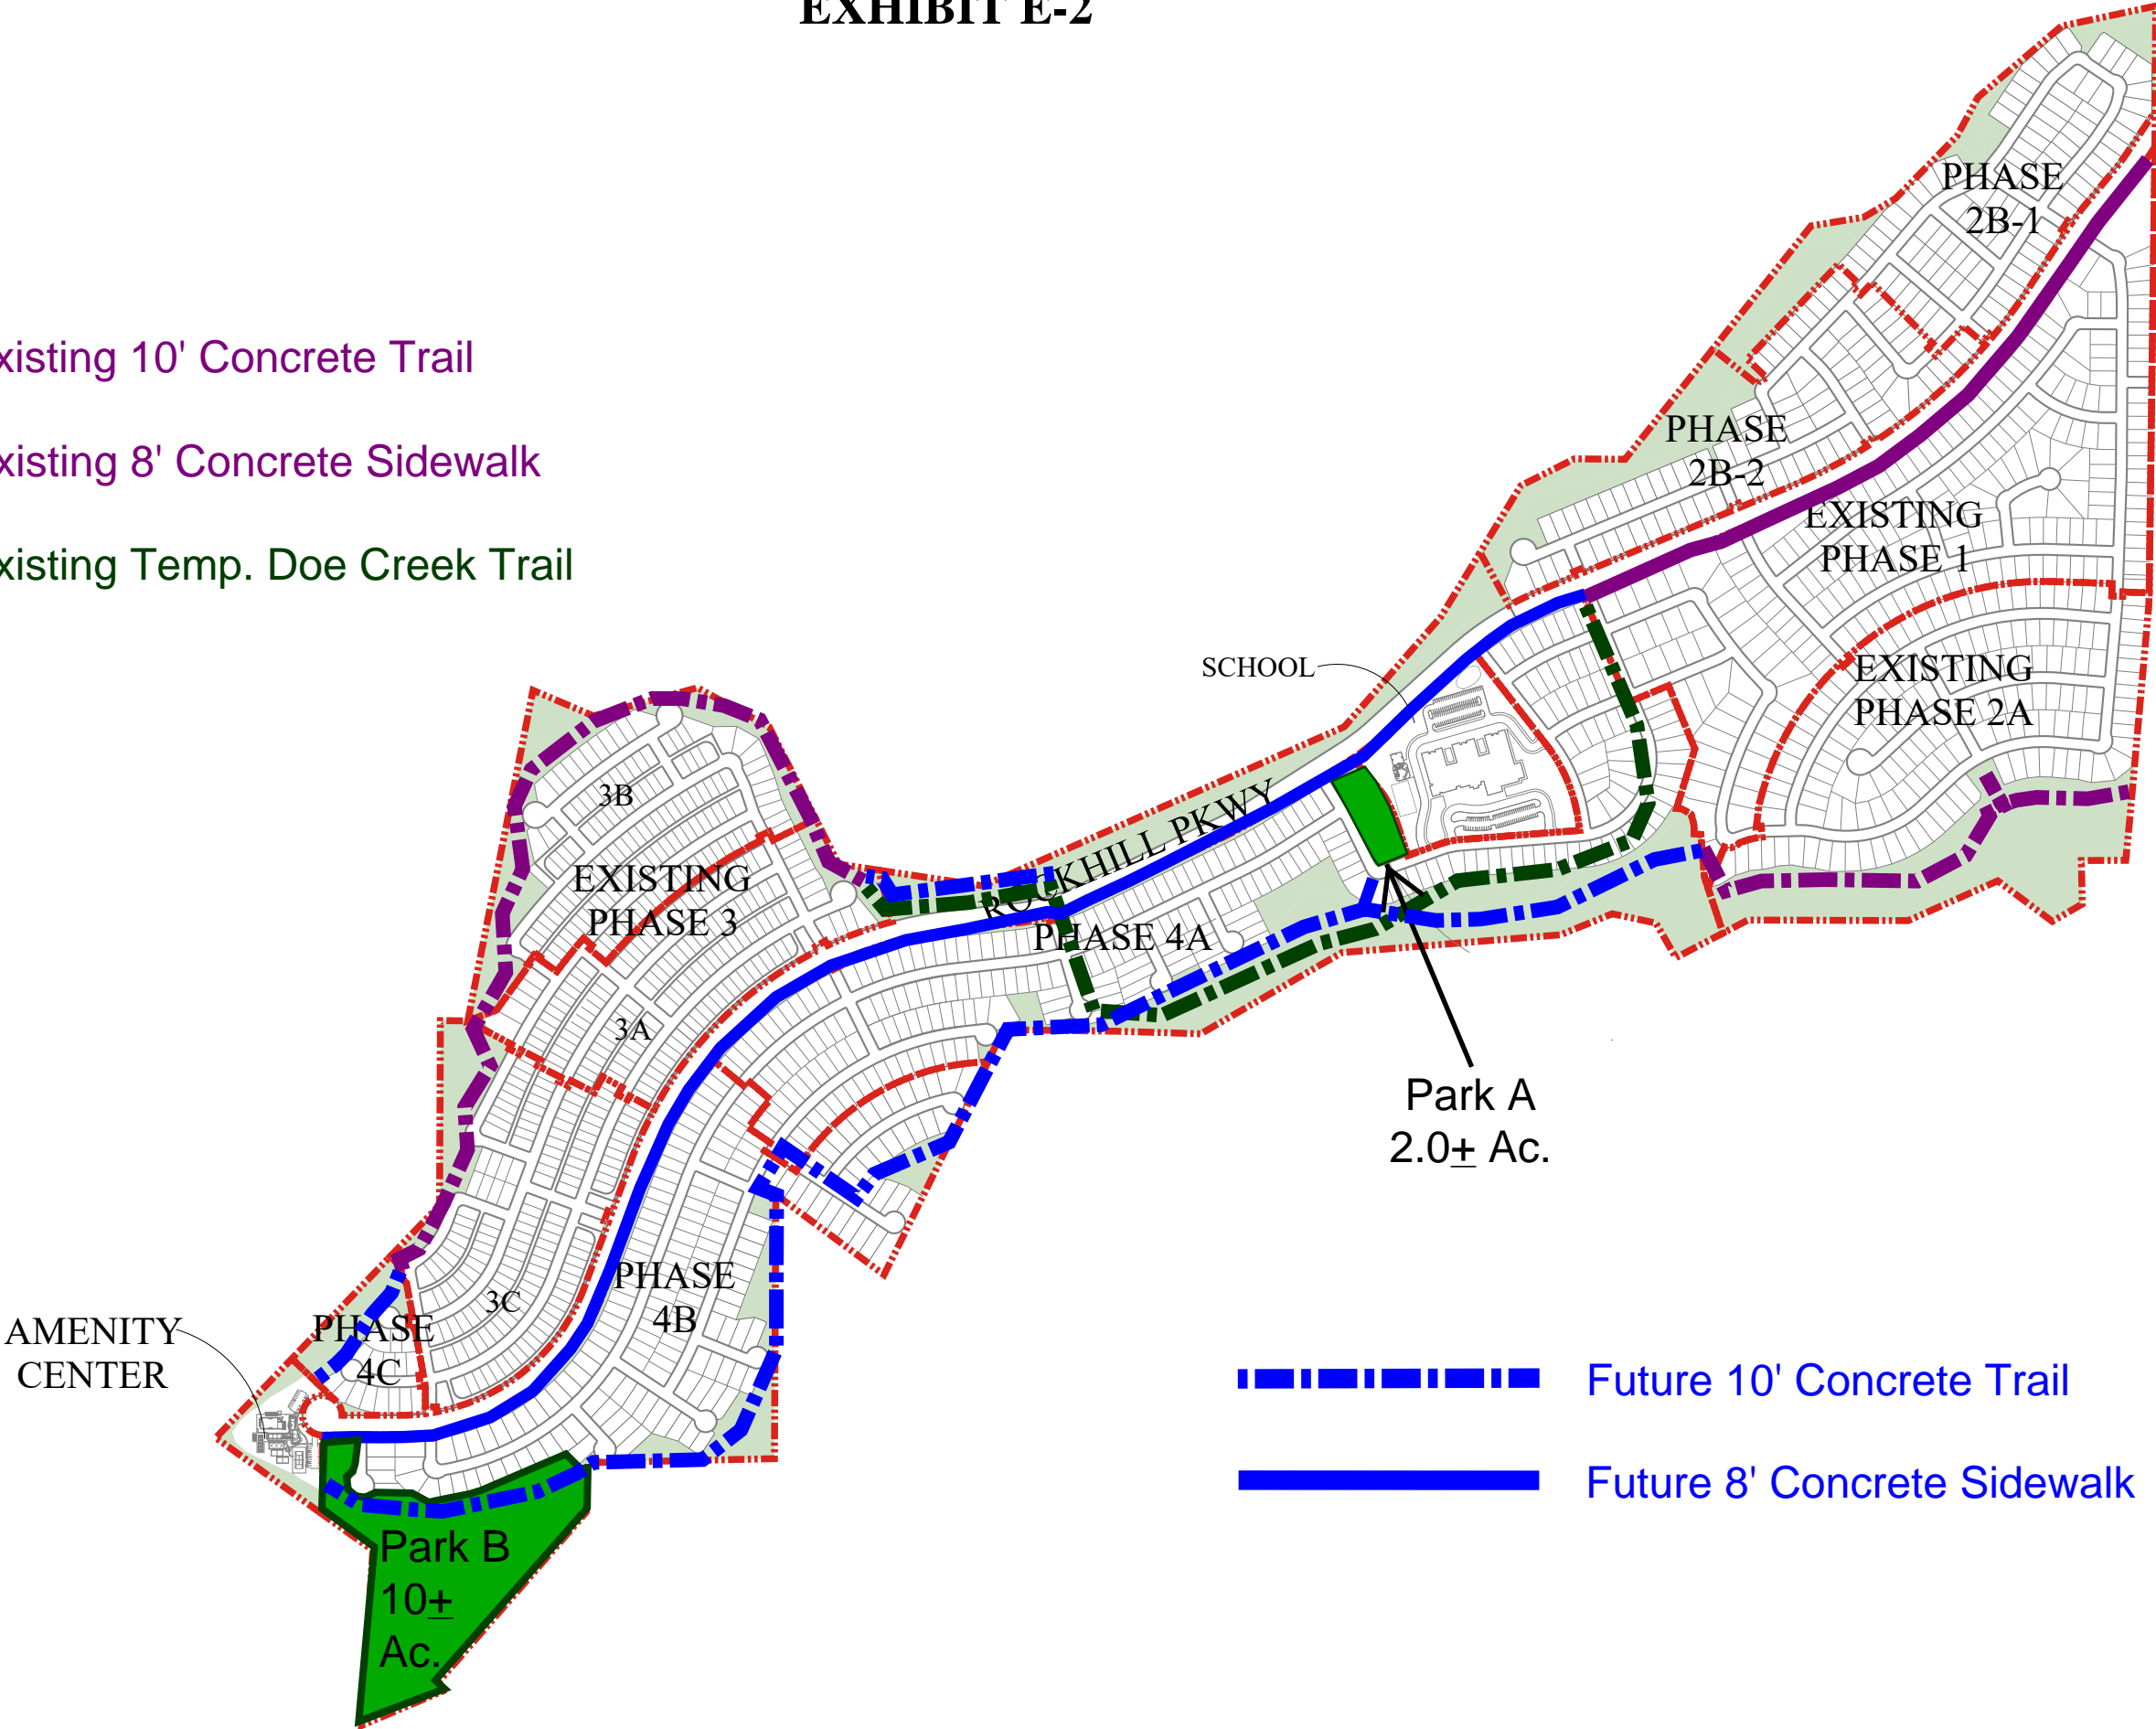 EXHIBIT E-2
PHASE
2B-1
xisting 10' Concrete Trail
PHASE
2B-2
xisting 8' Concrete Sidewalk
EXISTING
PHASE 1
xisting Temp. Doe Creek Trail
SCHOOL
EXISTING
PHASE 2A
3B
ROCKHILL PKWY
EXISTING
PHASE 3
PHASE 4A
3A
Park A
2.0± Ac.
PHASE
4B
3C
AMENITY
CENTER
PHASE
4C
Future 10' Concrete Trail
Future 8' Concrete Sidewalk
Park B
10±
Ac.